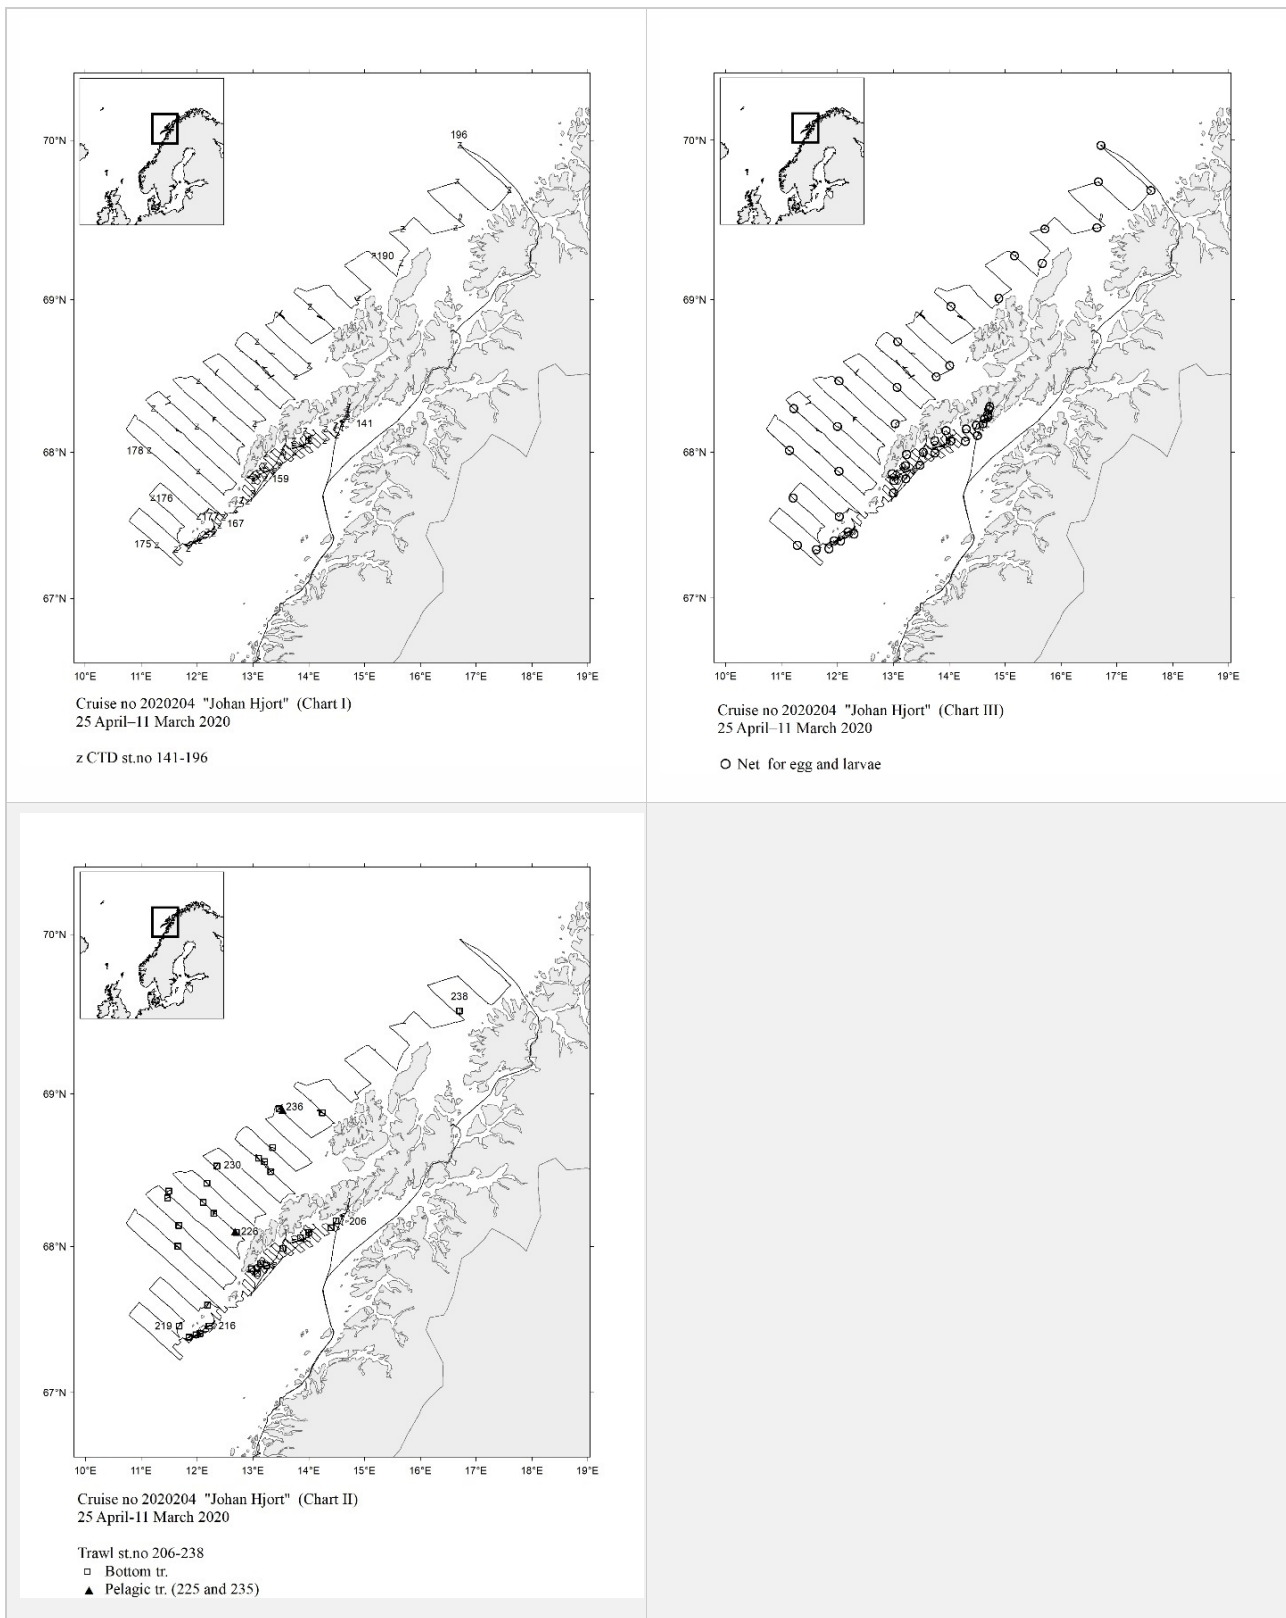 196
70°N
190
69°N
141
178
68°N
159
176
177
167
175
67°N
10°E 11°E 12°E 13°E 14°E 15°E 16°E 17°E 18°E 19°E
Cruise no 2020204 "Johan Hjort" (Chart I)
25 April–11 March 2020
z CTD st.no 141-196
70°N
69°N
68°N
67°N
10°E 11°E 12°E 13°E 14°E 15°E 16°E 17°E 18°E 19°E
Cruise no 2020204 "Johan Hjort" (Chart III)
25 April–11 March 2020
Net for egg and larvae
70°N
238
236
69°N
230
226
206
68°N
219
216
67°N
10°E 11°E 12°E 13°E 14°E 15°E 16°E 17°E 18°E 19°E
Cruise no 2020204 "Johan Hjort" (Chart II)
25 April-11 March 2020
Trawl st.no 206-238
Bottom tr.
Pelagic tr. (225 and 235)